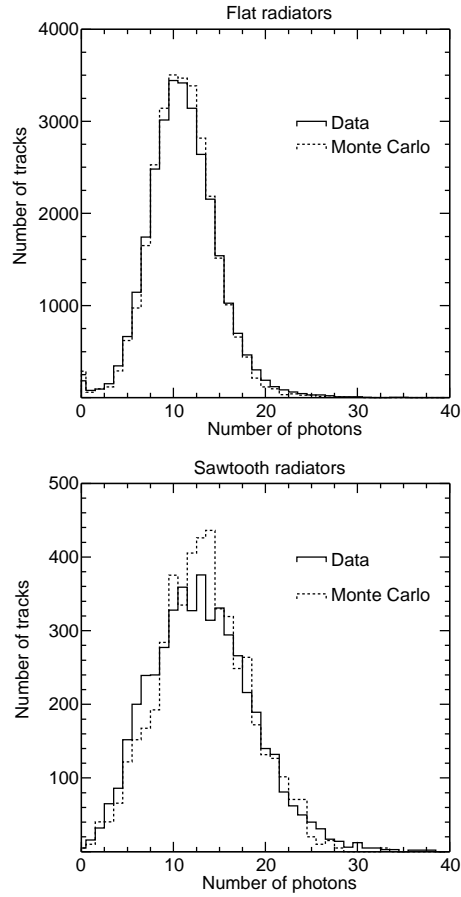 Flat radiators
4000
3000
2000
1000
0
10
20
30
40
Number of tracks
Data
Monte Carlo
Number of photons
Sawtooth radiators
500
400
300
200
100
0
10
20
30
40
Number of tracks
Data
Monte Carlo
Number of photons